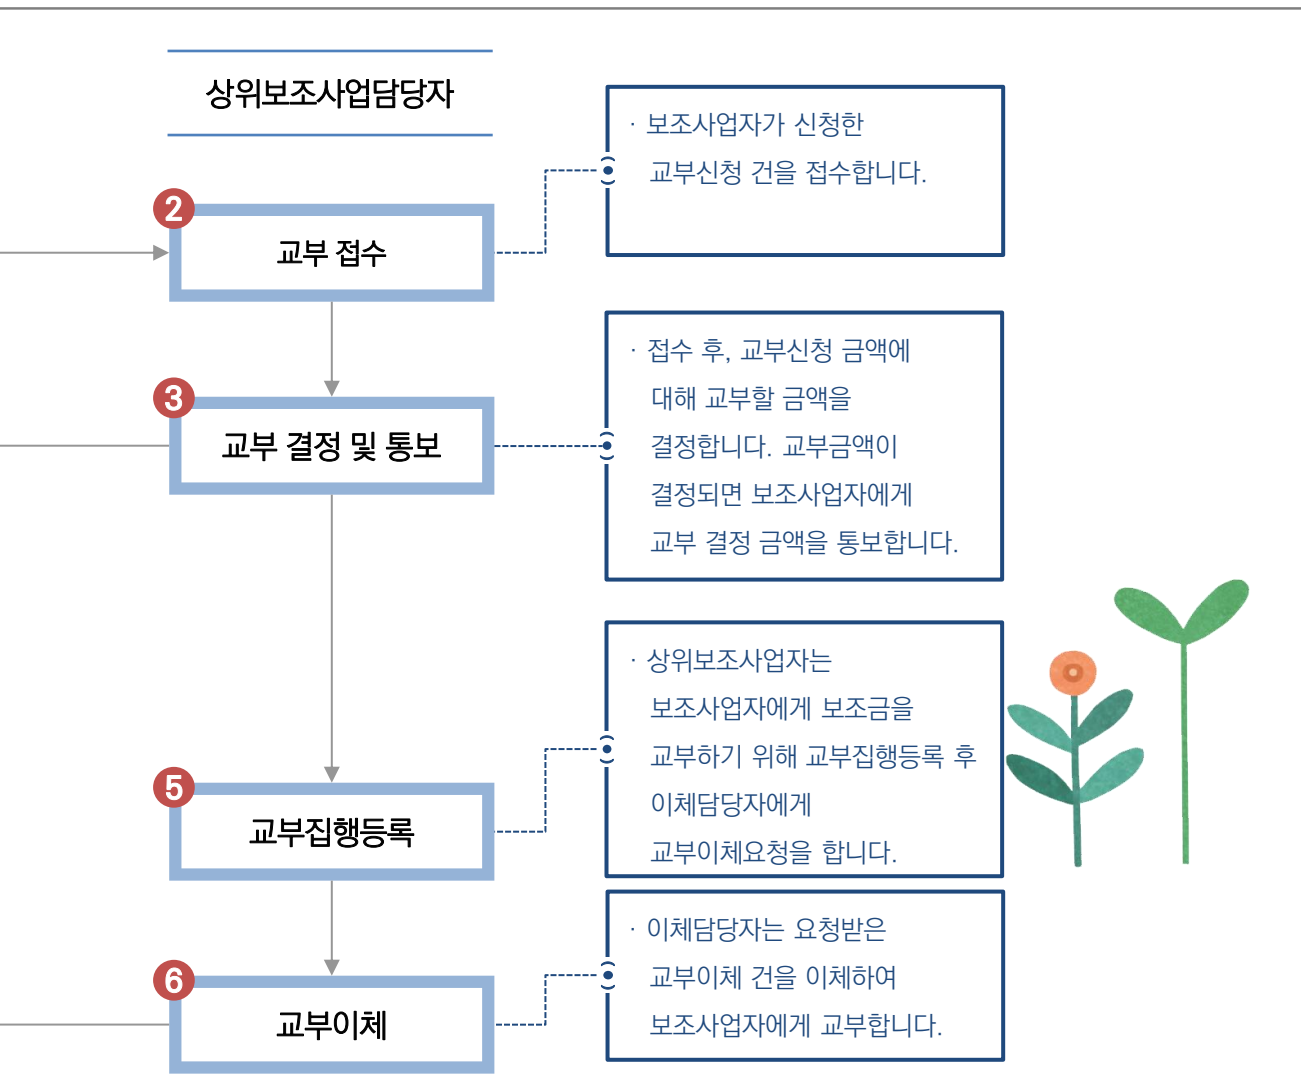 상위보조사업담당자
· 보조사업자가 신청한
교부신청 건을 접수합니다.
2
교부 접수
· 접수 후, 교부신청 금액에
대해 교부할 금액을
결정합니다. 교부금액이
결정되면 보조사업자에게
교부 결정 금액을 통보합니다.
3
교부 결정 및 통보
· 상위보조사업자는
보조사업자에게 보조금을
교부하기 위해 교부집행등록 후
이체담당자에게
교부이체요청을 합니다.
5
교부집행등록
· 이체담당자는 요청받은
교부이체 건을 이체하여
보조사업자에게 교부합니다.
6
교부이체